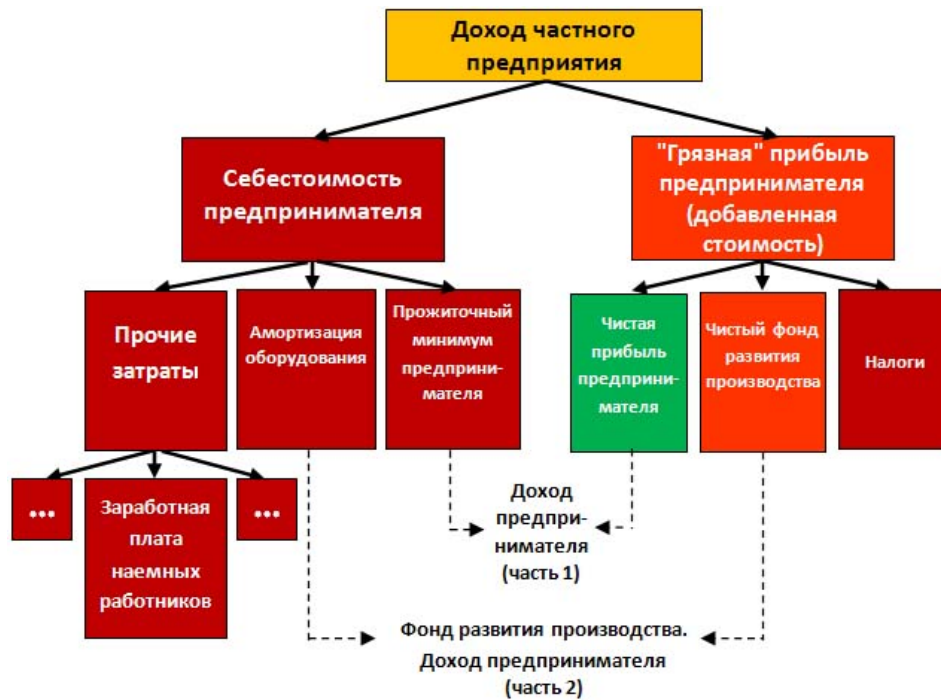 Доход частного
предприятия
Себестоимость
предпринимателя
"Грязная" прибыль
предпринимателя
(добавленная
стоимость)
Прочие
затраты
Амортизация
оборудования
Прожиточный
минимум
предприни-
мателя
Чистая
прибыль
предприни-
мателя
Чистый фонд
развития
производства
Налоги
...
Заработная
плата
наемных
работников
...
Доход
предпри-
нимателя
(часть 1)
Фонд развития производства.
Доход предпринимателя
(часть 2)